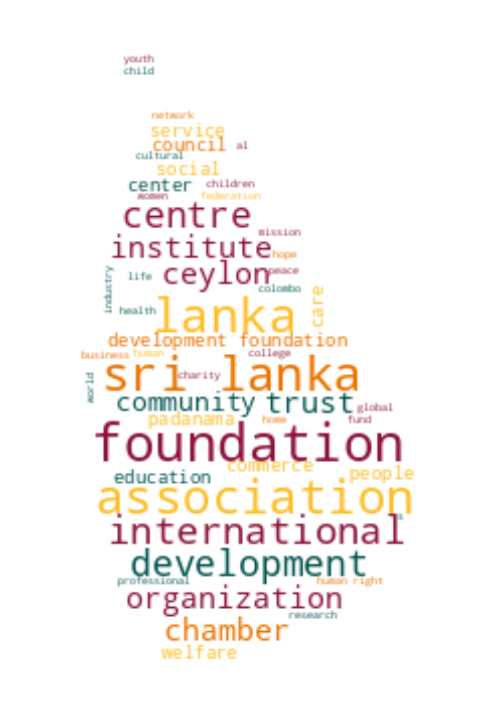 youth
child
network
service
council al
cultural
social
center children
women federation
centre
mission
institute
hope
ceylon peace
life
industry
colombo
care
health
lanka
development foundation
business human college
sri lanka
charity
world
community trust
global
padanama home fund
foundation
commerce
education people
association
international
development
professional human right
organization
research
chamber
welfare